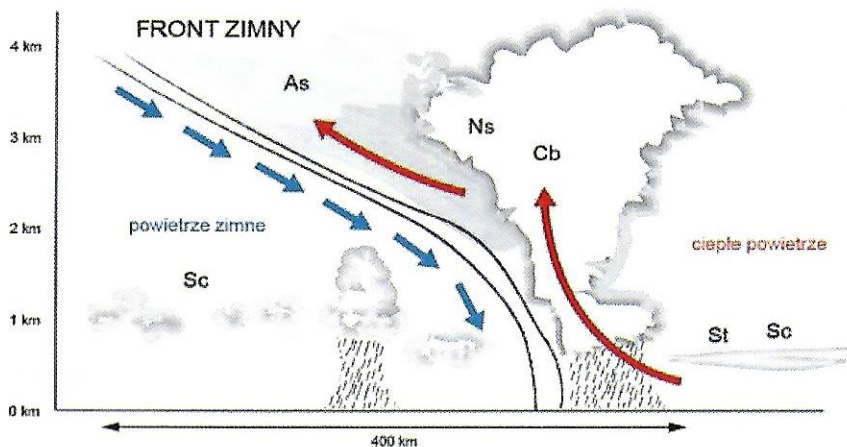 FRONT ZIMNY
4 km
As
3 km
Ns
Cb
2 km
powietrze zimne
ciepłe powietrze
Sc
1 km
St Sc
0 km
400 km